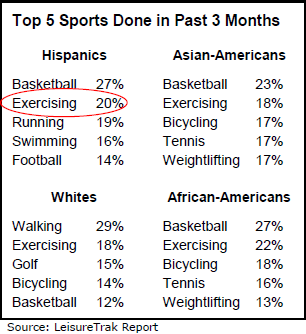 Top 5 Sports Done in Past 3 Months
Hispanics
Basketball 27%
Exercising 20%
Running 19%
Swimming 16%
Football 14%
Asian-Americans
Basketball 23%
Exercising 18%
Bicycling 17%
Tennis 17%
Weightlifting 17%
Whites
Walking 29%
Exercising 18%
Golf 15%
Bicycling 14%
Basketball 12%
African-Americans
Basketball 27%
Exercising 22%
Bicycling 18%
Tennis 16%
Weightlifting 13%
Source: LeisureTrak Report